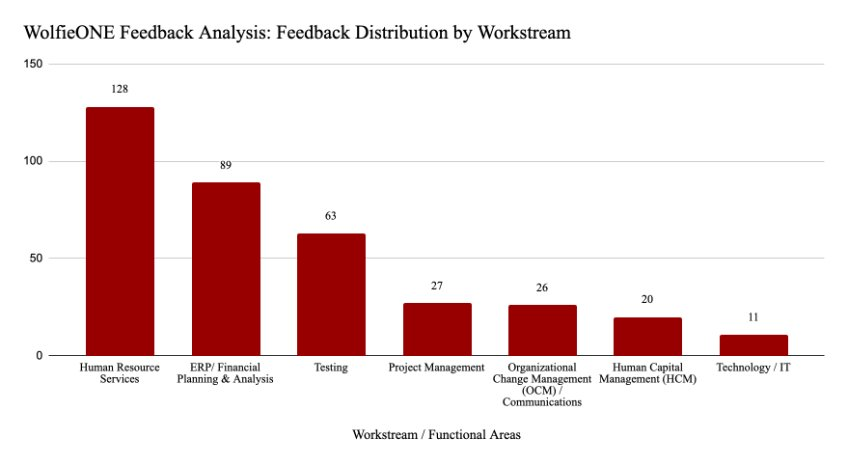 WolfieONE Feedback Analysis: Feedback Distribution by Workstream
150
128
100
89
63
50
27
26
20
11
0
Human Resource
Services
ERP/ Financial
Planning & Analysis
Testing
Project Management
Organizational
Change Management
(OCM) /
Communications
Human Capital
Management (HCM)
Technology / IT
Workstream / Functional Areas